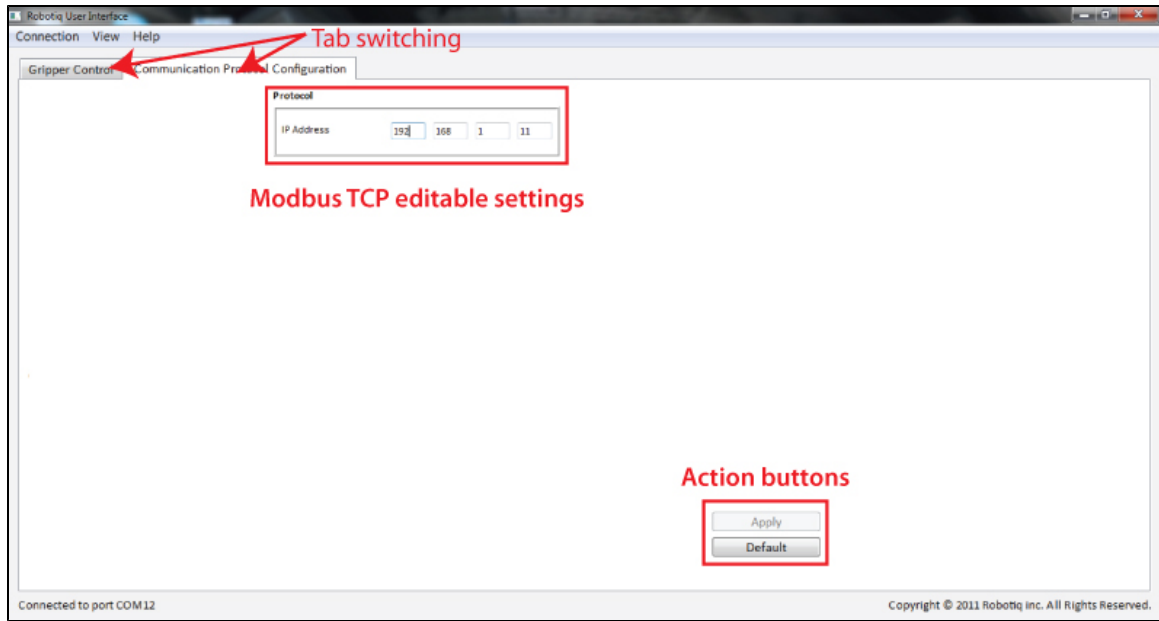 Robotiq User Interface
Connection View Help
Tab switching
Gripper Control Communication Protocol Configuration
Protocol
IP Address 192 168 1 11
Modbus TCP editable settings
Action buttons
Apply
Default
Connected to port COM12
Copyright © 2011 Robotiq inc. All Rights Reserved.